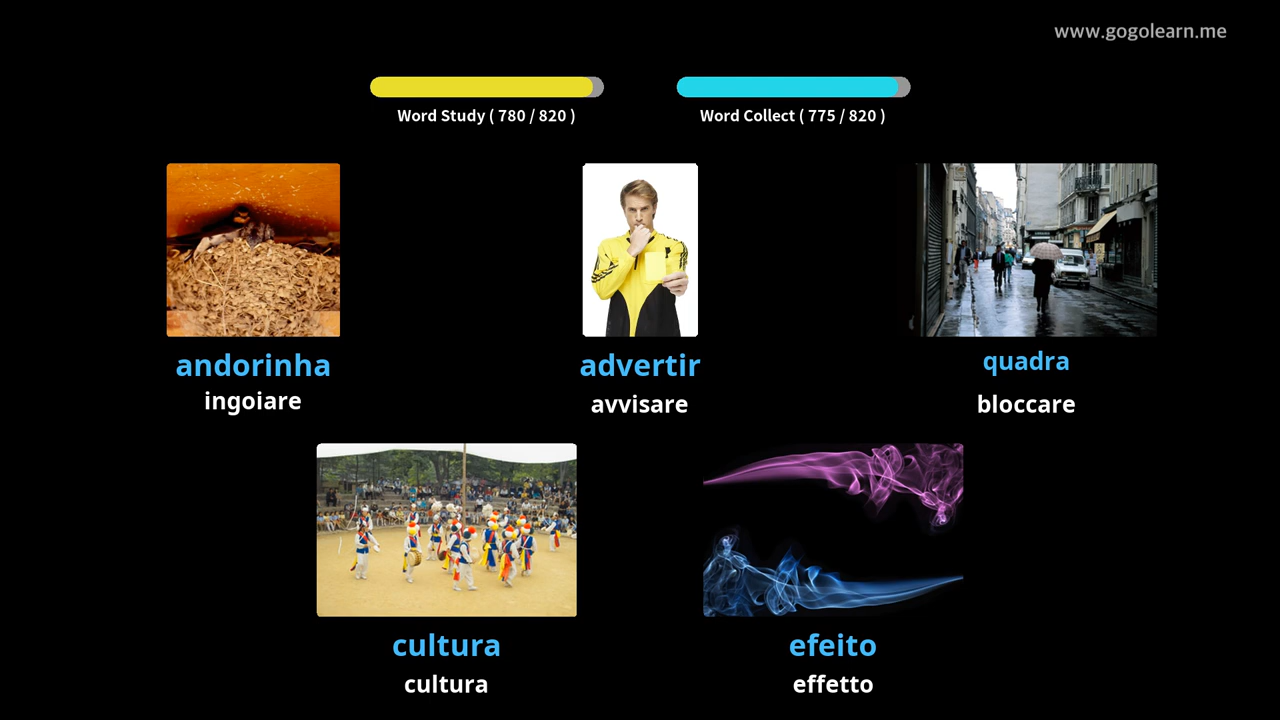 www.gogolearn.me
Word Study ( 780 / 820 )
Word Collect ( 775 / 820 )
andorinha
ingoiare
advertir
avvisare
quadra
bloccare
cultura
cultura
efeito
effetto